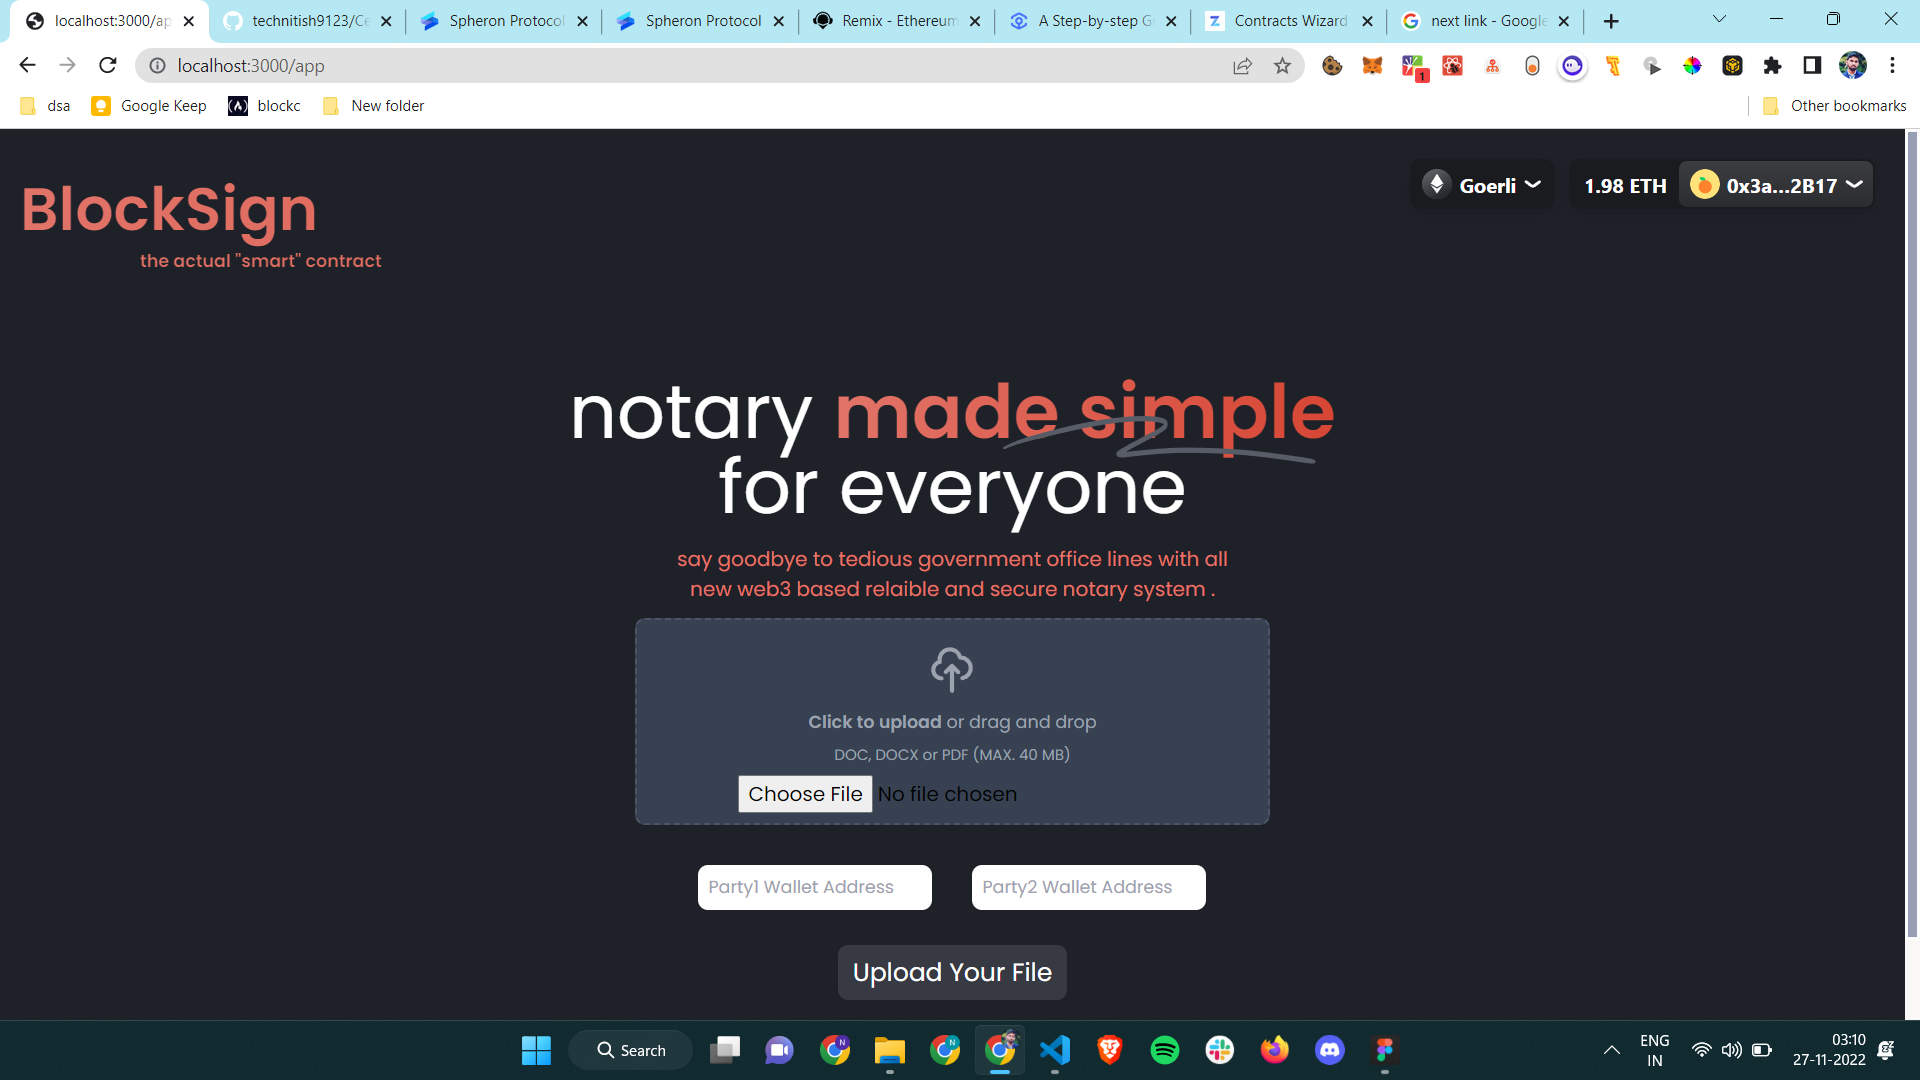 localhost:3000/ap
technitish9123/Ce
Spheron Protocol
Spheron Protocol
Remix - Ethereum
A Step-by-step G
Contracts Wizard
next link - Google
localhost:3000/app
1
dsa
Google Keep
blockc
New folder
Other bookmarks
BlockSign
the actual "smart" contract
Goerli
1.98 ETH
0x3a...2B17
notary made simple
for everyone
say goodbye to tedious government office lines with all
new web3 based relaible and secure notary system .
Click to upload or drag and drop
DOC, DOCX or PDF (MAX. 40 MB)
Choose File No file chosen
Party1 Wallet Address
Party2 Wallet Address
Upload Your File
Search
ENG
IN
03:10
27-11-2022